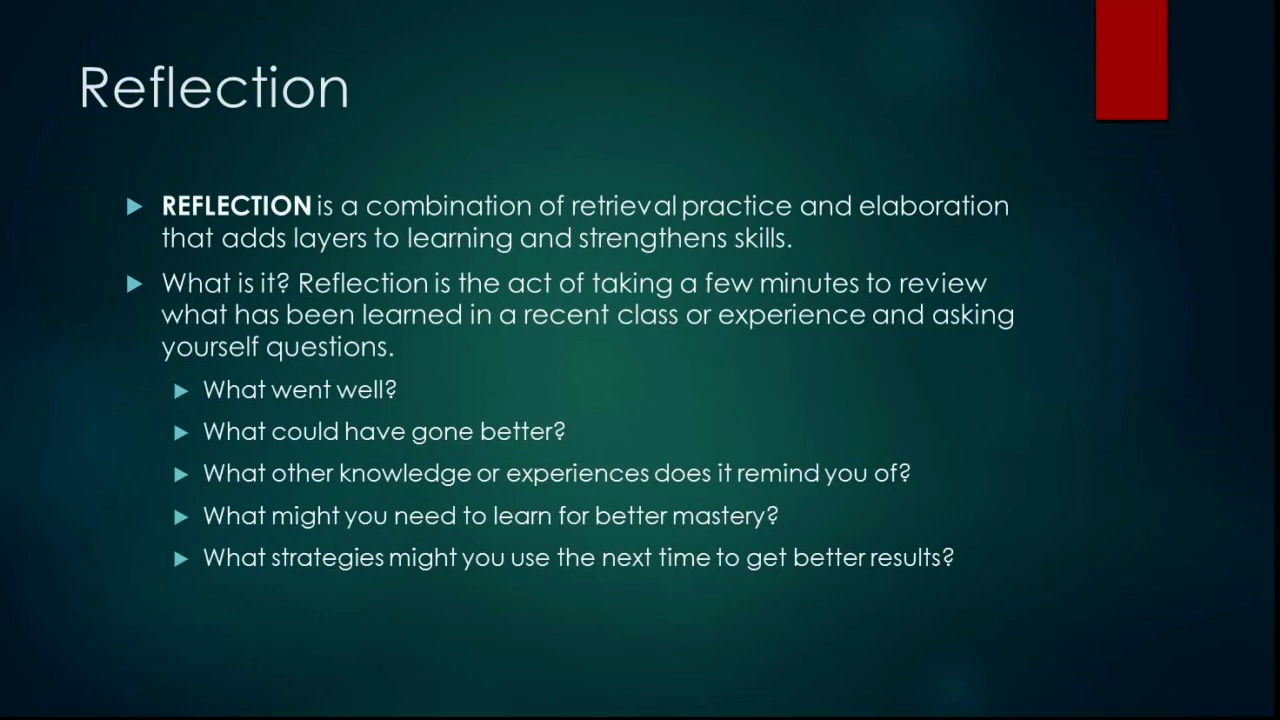 Reflection
REFLECTION is a combination of retrieval practice and elaboration
that adds layers to learning and strengthens skills.
What is it? Reflection is the act of taking a few minutes to review
what has been learned in a recent class or experience and asking
yourself questions.
What went well?
What could have gone better?
What other knowledge or experiences does it remind you of?
What might you need to learn for better mastery?
What strategies might you use the next time to get better results?